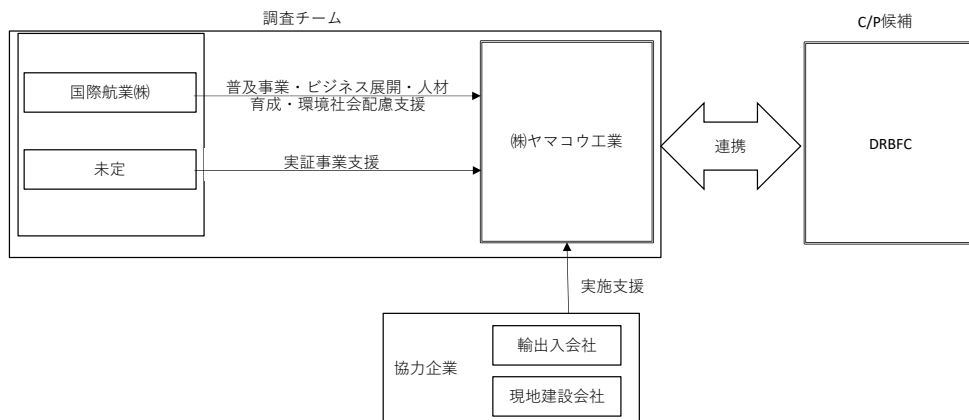 調査チーム
C/P候補
国際航業㈱
普及事業・ビジネス展開・人材
育成・環境社会配慮支援
未定
実証事業支援
㈱ヤマコウ工業
連携
DRBFC
実施支援
協力企業
輸出入会社
現地建設会社